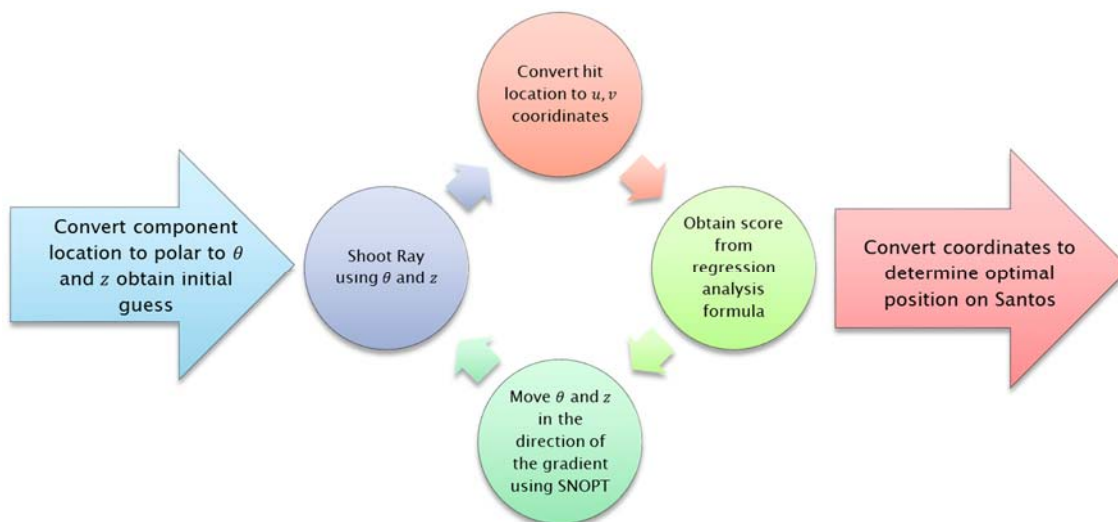 Convert component
location to polar to θ
and z obtain initial
guess
Shoot Ray
using θ and z
Convert hit
location to u, v
cooridinates
Obtain score
from
regression
analysis
formula
Move θ and z
in the
direction of
the gradient
using SNOPT
Convert coordinates to
determine optimal
position on Santos